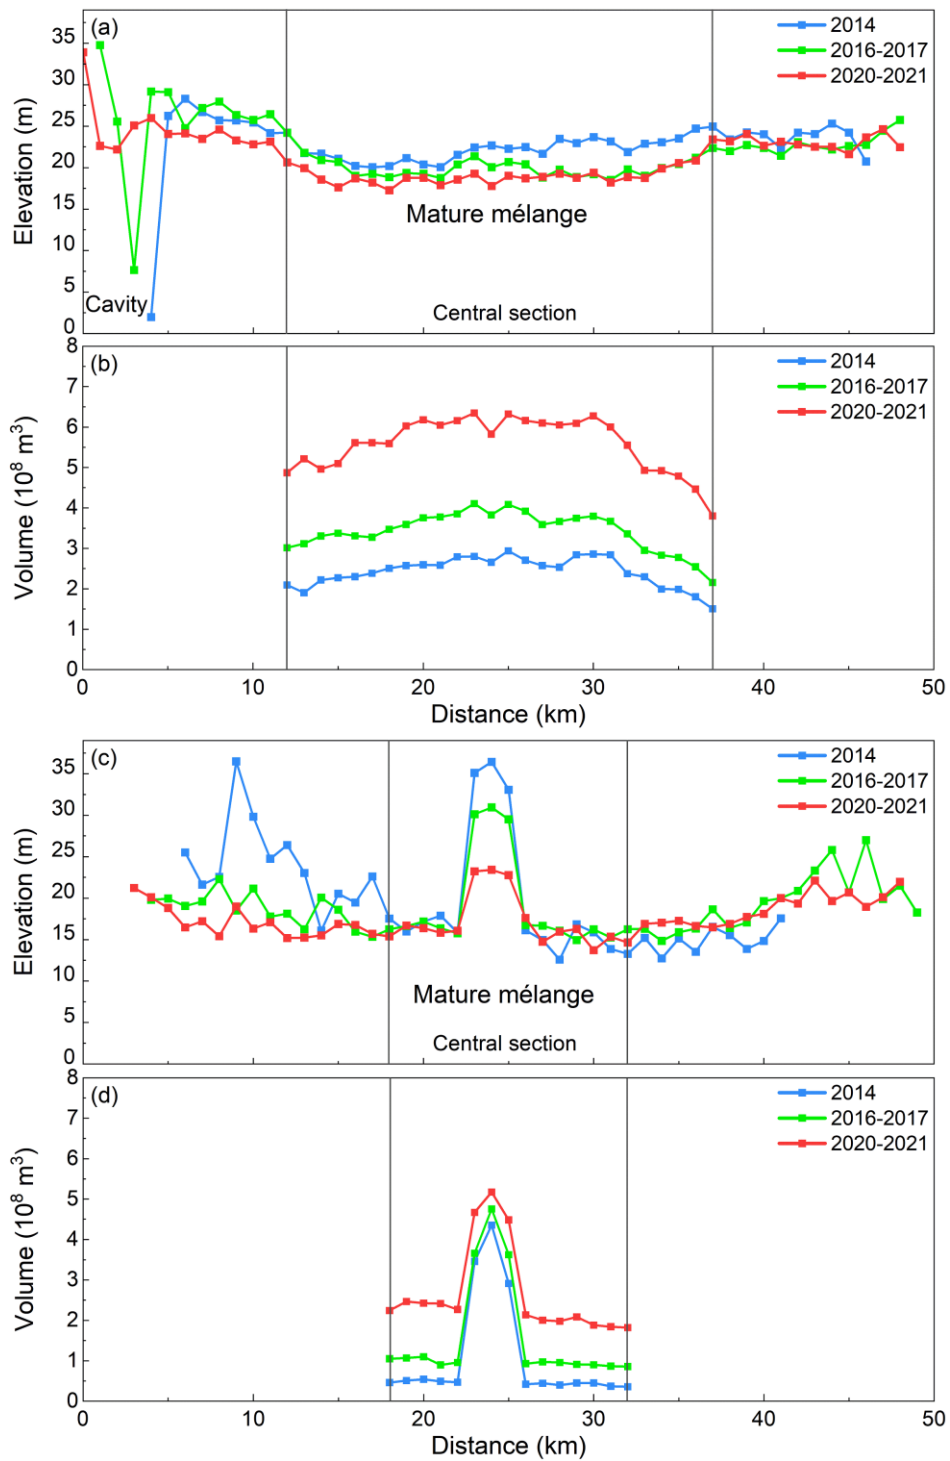 (a)
2014
2016-2017
2020-2021
35
30
25
20
15
10
5
0
Elevation (m)
Mature mélange
Cavity
Central section
(b)
2014
2016-2017
2020-2021
8
7
6
5
4
3
2
1
0
Volume (10⁸ m³)
0 10 20 30 40 50
Distance (km)
(c)
2014
2016-2017
2020-2021
35
30
25
20
15
10
5
0
Elevation (m)
Mature mélange
Central section
(d)
2014
2016-2017
2020-2021
8
7
6
5
4
3
2
1
0
Volume (10⁸ m³)
0 10 20 30 40 50
Distance (km)